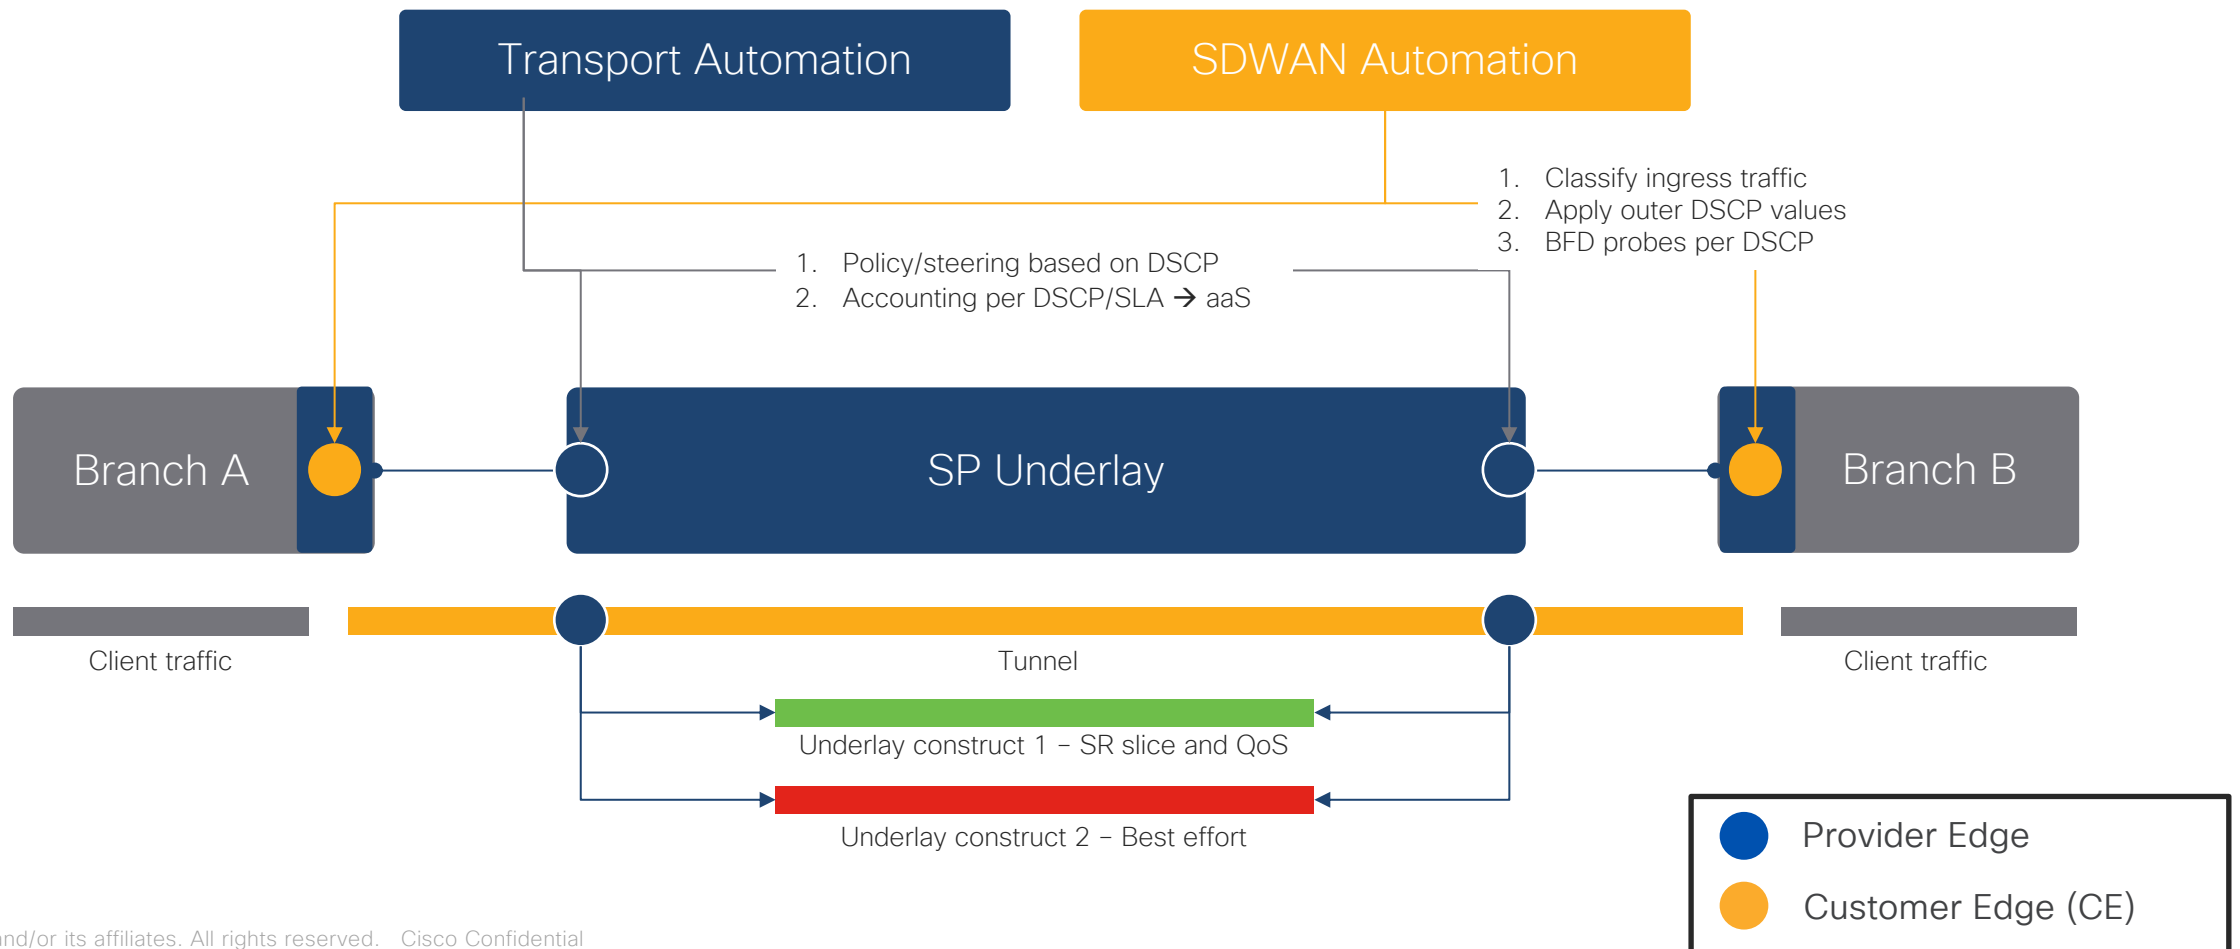 Transport Automation
SDWAN Automation
1. Classify ingress traffic
2. Apply outer DSCP values
3. BFD probes per DSCP
1. Policy/steering based on DSCP
2. Accounting per DSCP/SLA → aaS
Branch A
SP Underlay
Branch B
Client traffic
Tunnel
Client traffic
Underlay construct 1 – SR slice and QoS
Underlay construct 2 – Best effort
Provider Edge
Customer Edge (CE)
and/or its affiliates. All rights reserved. Cisco Confidential